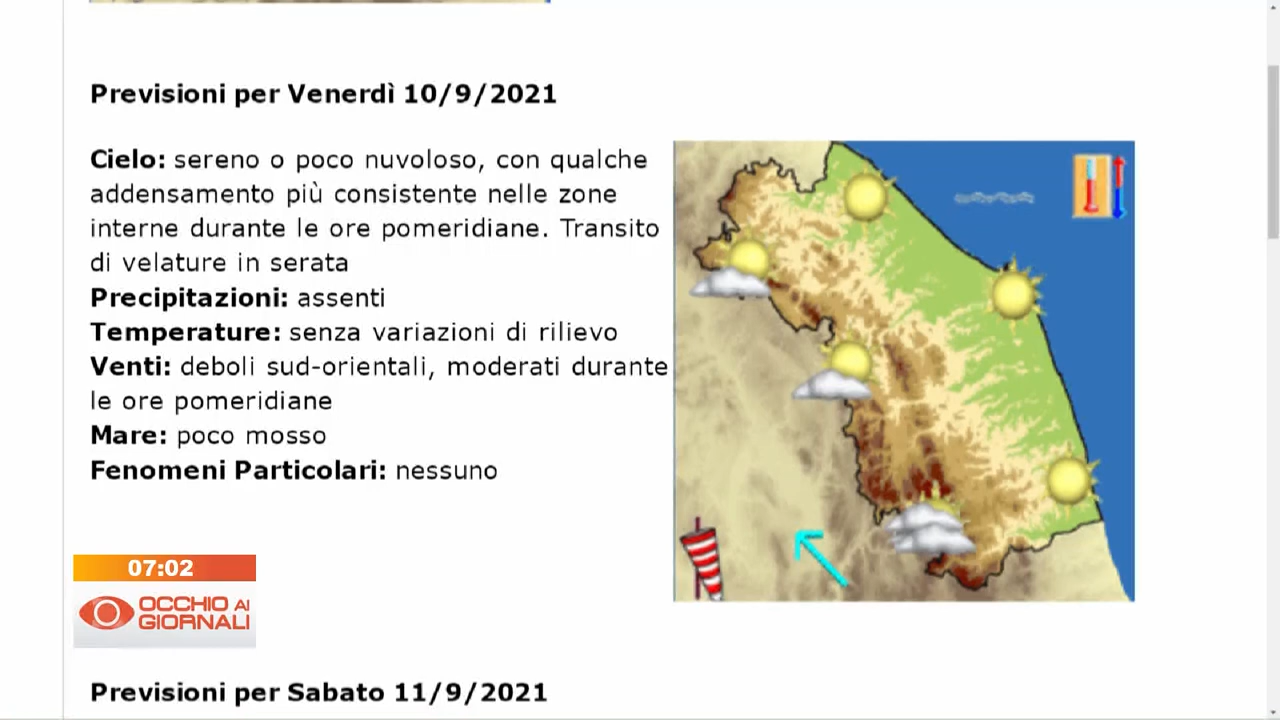 Previsioni per Venerdì 10/9/2021
Cielo: sereno o poco nuvoloso, con qualche
addensamento più consistente nelle zone
interne durante le ore pomeridiane. Transito
di velature in serata
Precipitazioni: assenti
Temperature: senza variazioni di rilievo
Venti: deboli sud-orientali, moderati durante
le ore pomeridiane
Mare: poco mosso
Fenomeni Particolari: nessuno
07:02
OCCHIO AI
GIORNALI
Previsioni per Sabato 11/9/2021